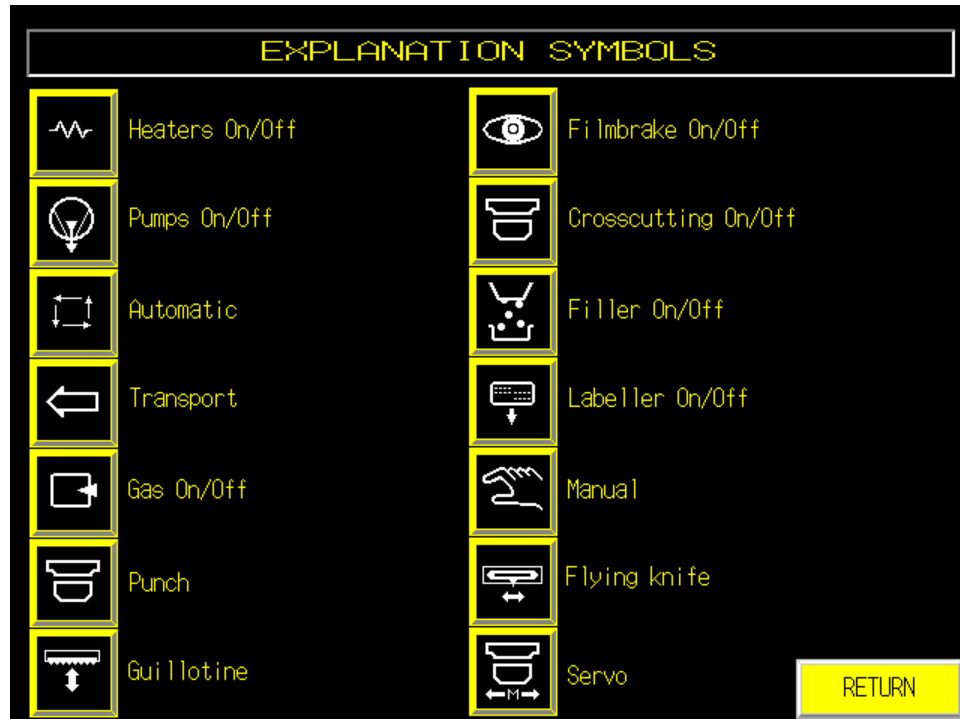 EXPLANATION SYMBOLS
Heaters On/Off
Filmbrake On/Off
Pumps On/Off
Crosscutting On/Off
Automatic
Filler On/Off
Transport
Labeller On/Off
Gas On/Off
Manual
Punch
Flying knife
Guillotine
M
Servo
RETURN